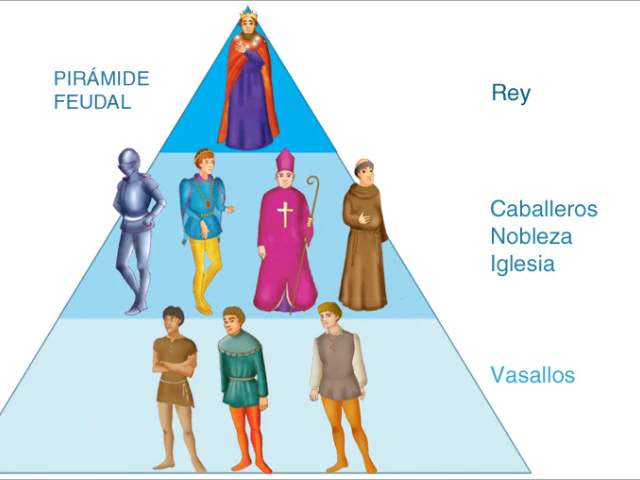 PIRÁMIDE
FEUDAL
Rey
Caballeros
Nobleza
Iglesia
Vasallos